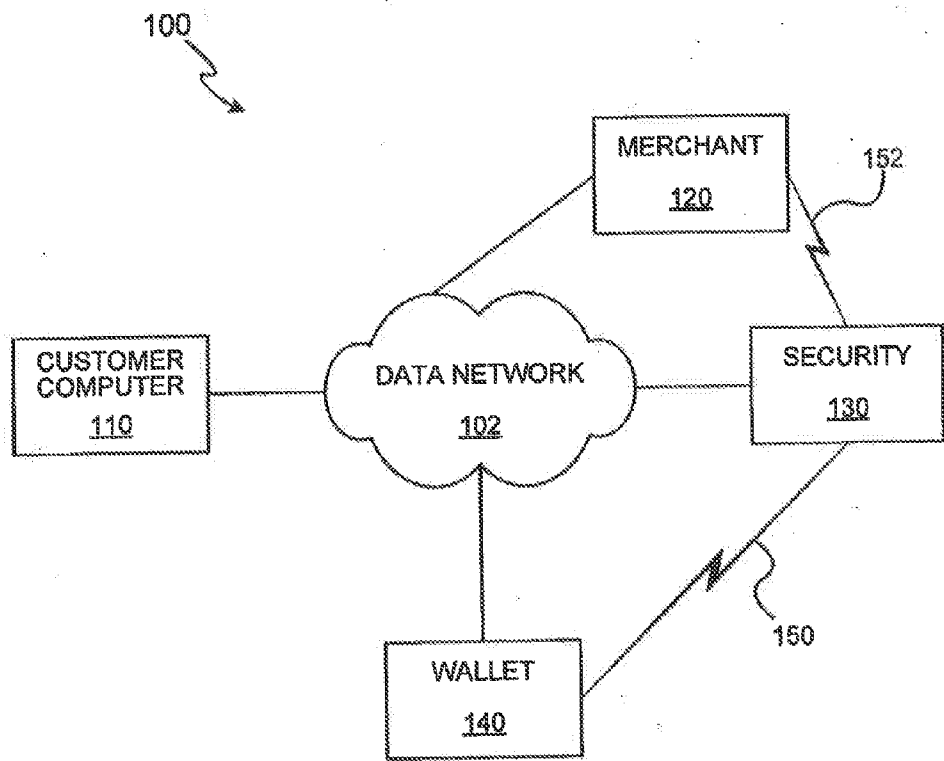 100
MERCHANT
120
152
CUSTOMER
COMPUTER
110
DATA NETWORK
102
SECURITY
130
150
WALLET
140